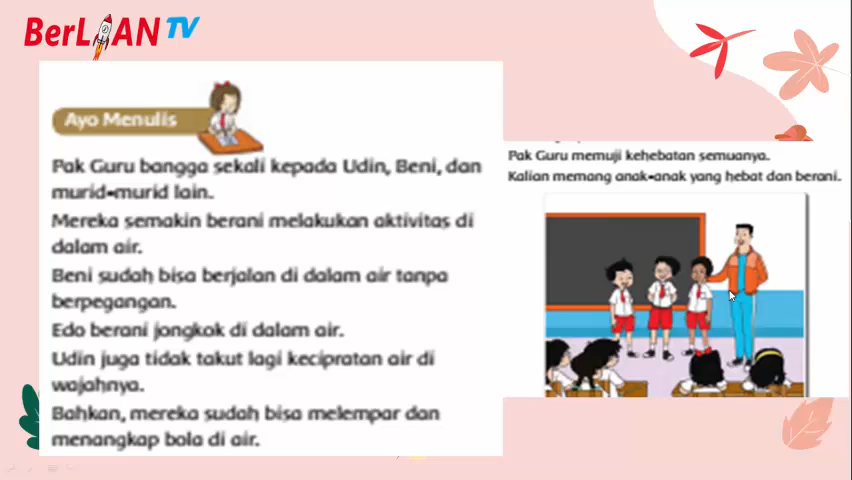 BerLIAN TV
Ayo Menulis
Pak Guru bangga sekali kepada Udin, Beni, dan
murid-murid lain.
Mereka semakin berani melakukan aktivitas di
dalam air.
Beni sudah bisa berjalan di dalam air tanpa
berpegangan.
Edo berani jongkok di dalam air.
Udin juga tidak takut lagi kecipratan air di
wajahnya.
Bahkan, mereka sudah bisa melempar dan
menangkap bola di air.
Pak Guru memuji kehebatan semuanya.
Kalian memang anak-anak yang hebat dan berani.